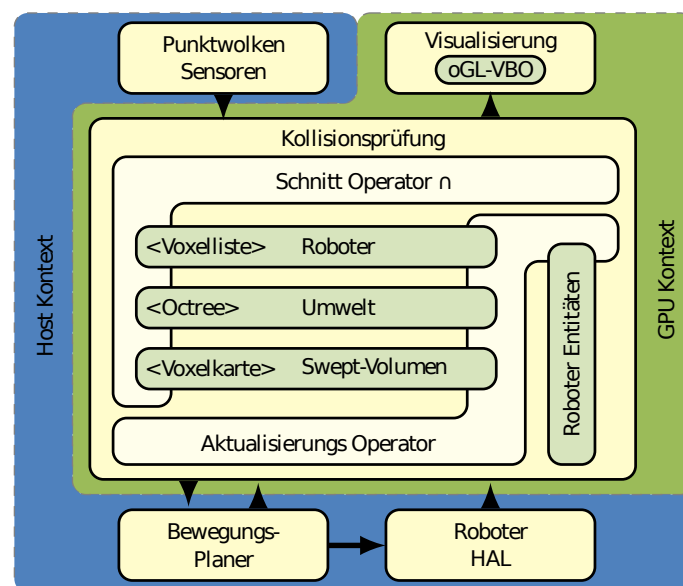 Punktwolken
Sensoren
Visualisierung
oGL-VBO
Kollisionsprüfung
Schnitt Operator ∩
<Voxelliste> Roboter
<Octree> Umwelt
<Voxelkarte> Swept-Volumen
Aktualisierungs Operator
Roboter Entitäten
Host Kontext
GPU Kontext
Bewegungs-
Planer
Roboter
HAL